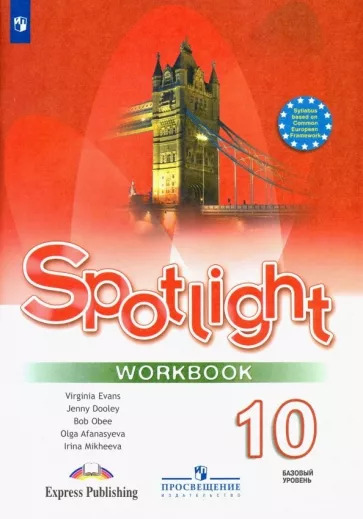 Syllabus
based on
Common
European
Framework
Spotlight
WORKBOOK
Virginia Evans
Jenny Dooley
Bob Obee
Olga Afanasyeva
Irina Mikheeva
10
БАЗОВЫЙ
УРОВЕНЬ
Express Publishing
ПРОСВЕЩЕНИЕ
ИЗДАТЕЛЬСТВО